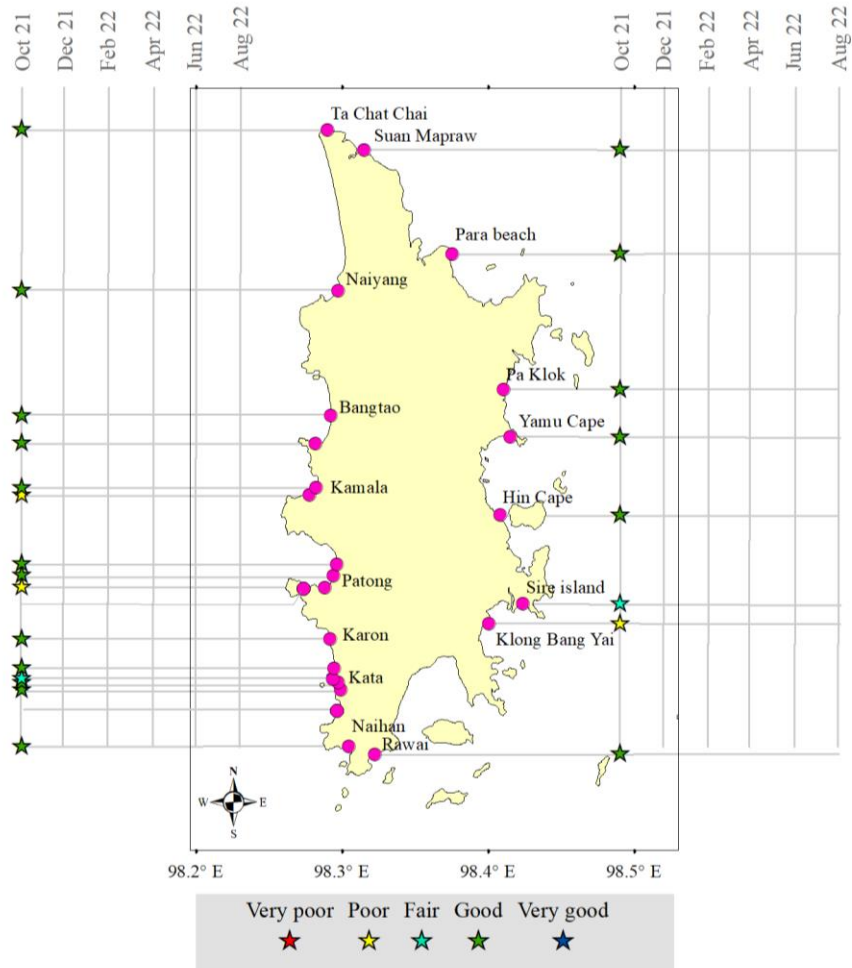 Oct 21
Dec 21
Feb 22
Apr 22
Jun 22
Aug 22
Oct 21
Dec 21
Feb 22
Apr 22
Jun 22
Aug 22
Ta Chat Chai
Suan Mapraw
Para beach
Naiyang
Pa Klok
Bangtao
Yamu Cape
Kamala
Hin Cape
Patong
Sire island
Karon
Klong Bang Yai
Kata
Naihan
Rawai
N
W
E
S
98.2° E
98.3° E
98.4° E
98.5° E
Very poor Poor Fair Good Very good